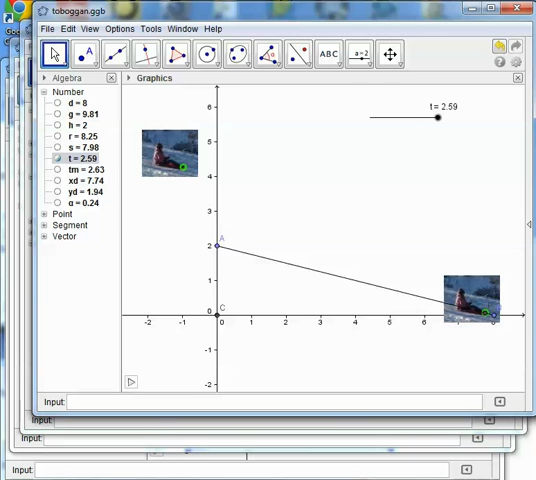 toboggan.ggb
File Edit View Options Tools Window Help
A
ABC
a=2
Algebra
Graphics
Number
d = 8
g = 9.81
h = 2
r = 8.25
s = 7.98
t = 2.59
tm = 2.63
xd = 7.74
yd = 1.94
α = 0.24
Point
Segment
Vector
t = 2.59
6
5
4
3
2
A
1
0
C
-2 -1 0 1 2 3 4 5 6 7 8
-1
-2
Input:
Input:
Input:
Input: